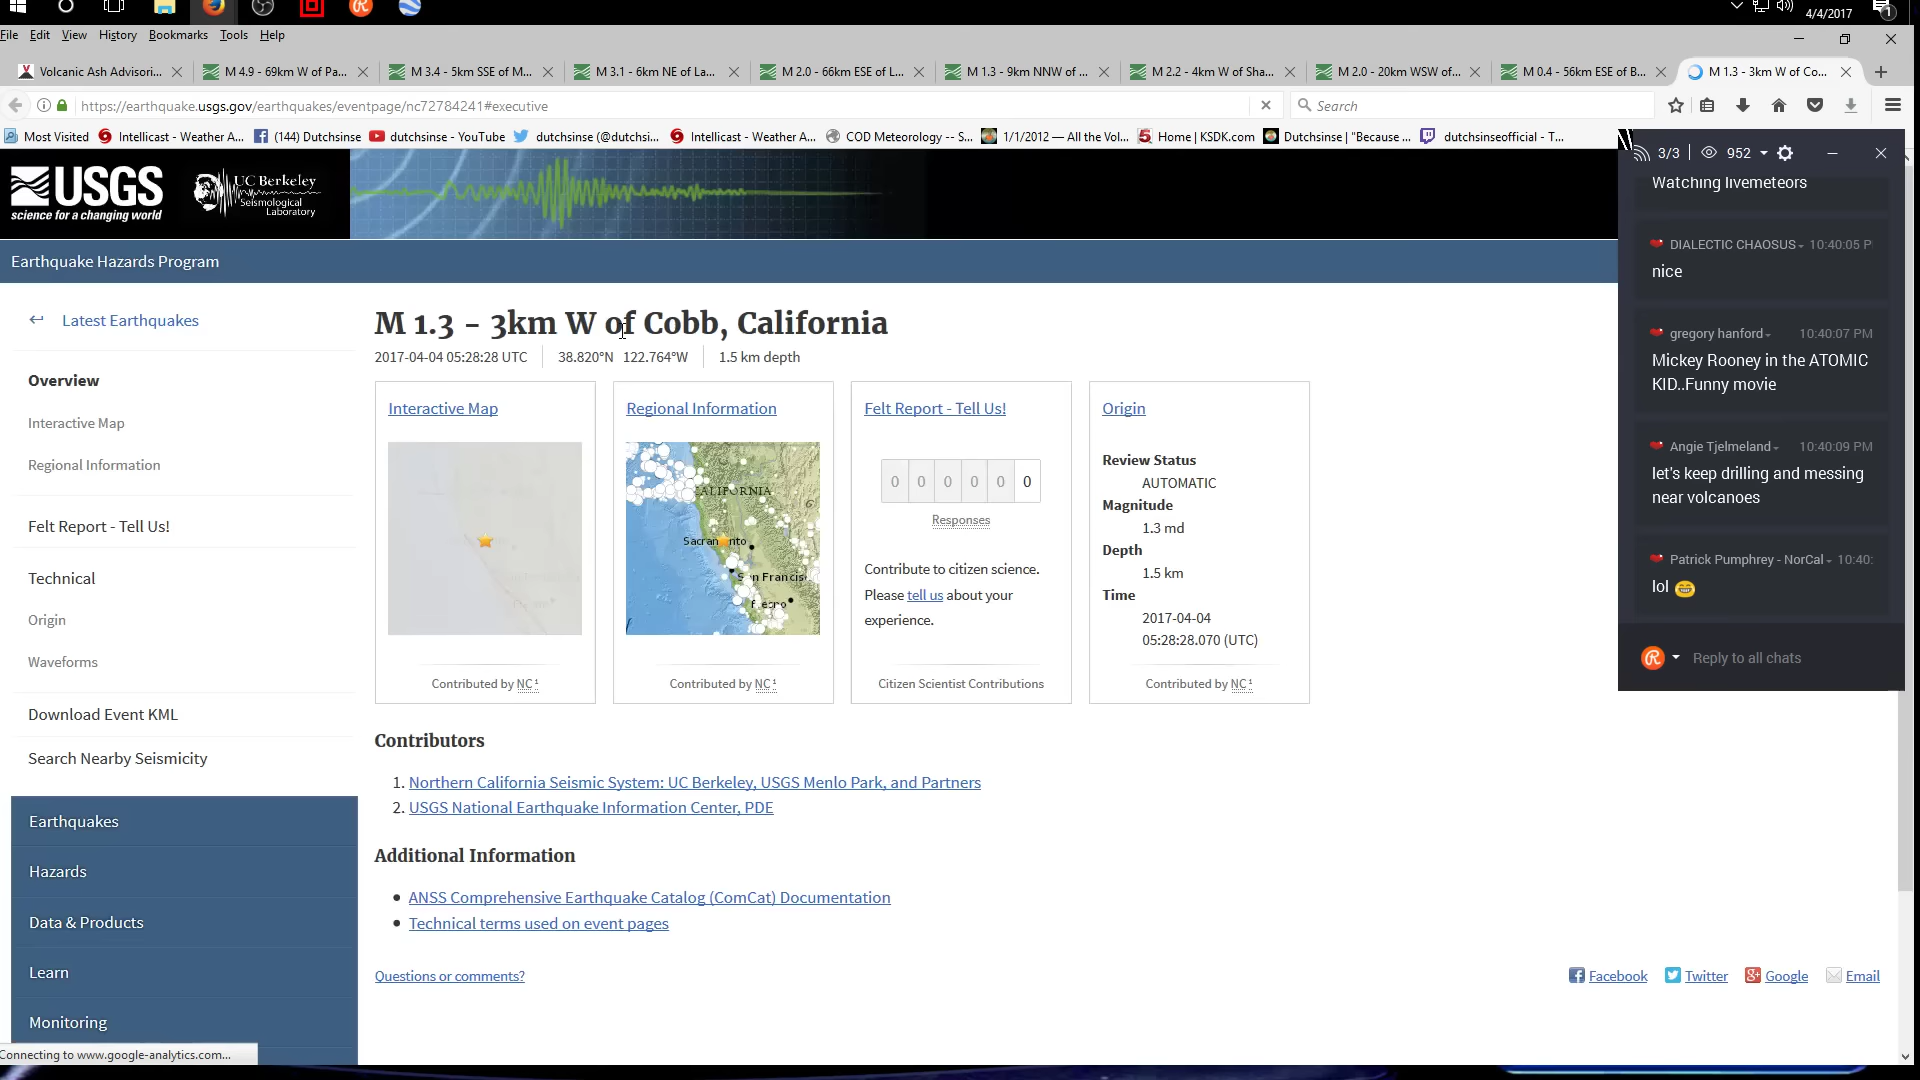 4/4/2017
1
File Edit View History Bookmarks Tools Help
Volcanic Ash Advisori...
M 4.9 - 69km W of Pa...
M 3.4 - 5km SSE of M...
M 3.1 - 6km NE of La...
M 2.0 - 66km ESE of L...
M 1.3 - 9km NNW of ...
M 2.2 - 4km W of Sha...
M 2.0 - 20km WSW of...
M 0.4 - 56km ESE of B...
M 1.3 - 3km W of Co...
https://earthquake.usgs.gov/earthquakes/eventpage/nc72784241#executive
Search
Most Visited
Intellicast - Weather A...
(144) Dutchsinse
dutchsinse - YouTube
dutchsinse (@dutchsi...
Intellicast - Weather A...
COD Meteorology -- S...
1/1/2012 — All the Vol...
Home | KSDK.com
Dutchsinse | "Because ...
dutchsinseofficial - T...
USGS
science for a changing world
UC Berkeley
Seismological
Laboratory
Earthquake Hazards Program
Latest Earthquakes
Overview
Interactive Map
Regional Information
Felt Report - Tell Us!
Technical
Origin
Waveforms
Download Event KML
Search Nearby Seismicity
Earthquakes
Hazards
Data & Products
Learn
Monitoring
Connecting to www.google-analytics.com...
M 1.3 - 3km W of Cobb, California
2017-04-04 05:28:28 UTC 38.820°N 122.764°W 1.5 km depth
Interactive Map
Contributed by NC 1
Regional Information
CALIFORNIA
Sacramento
San Francis
Fresno
Contributed by NC 1
Felt Report - Tell Us!
0 0 0 0 0 0
Responses
Contribute to citizen science.
Please tell us about your
experience.
Citizen Scientist Contributions
Origin
Review Status
AUTOMATIC
Magnitude
1.3 md
Depth
1.5 km
Time
2017-04-04
05:28:28.070 (UTC)
Contributed by NC 1
Contributors
1. Northern California Seismic System: UC Berkeley, USGS Menlo Park, and Partners
2. USGS National Earthquake Information Center, PDE
Additional Information
ANSS Comprehensive Earthquake Catalog (ComCat) Documentation
Technical terms used on event pages
Questions or comments?
Facebook Twitter Google Email
3/3 952
Watching livemeteors
DIALECTIC CHAOSUS 10:40:05 P
nice
gregory hanford 10:40:07 PM
Mickey Rooney in the ATOMIC
KID..Funny movie
Angie Tjelmeland 10:40:09 PM
let's keep drilling and messing
near volcanoes
Patrick Pumphrey - NorCal 10:40:
lol 😁
Reply to all chats